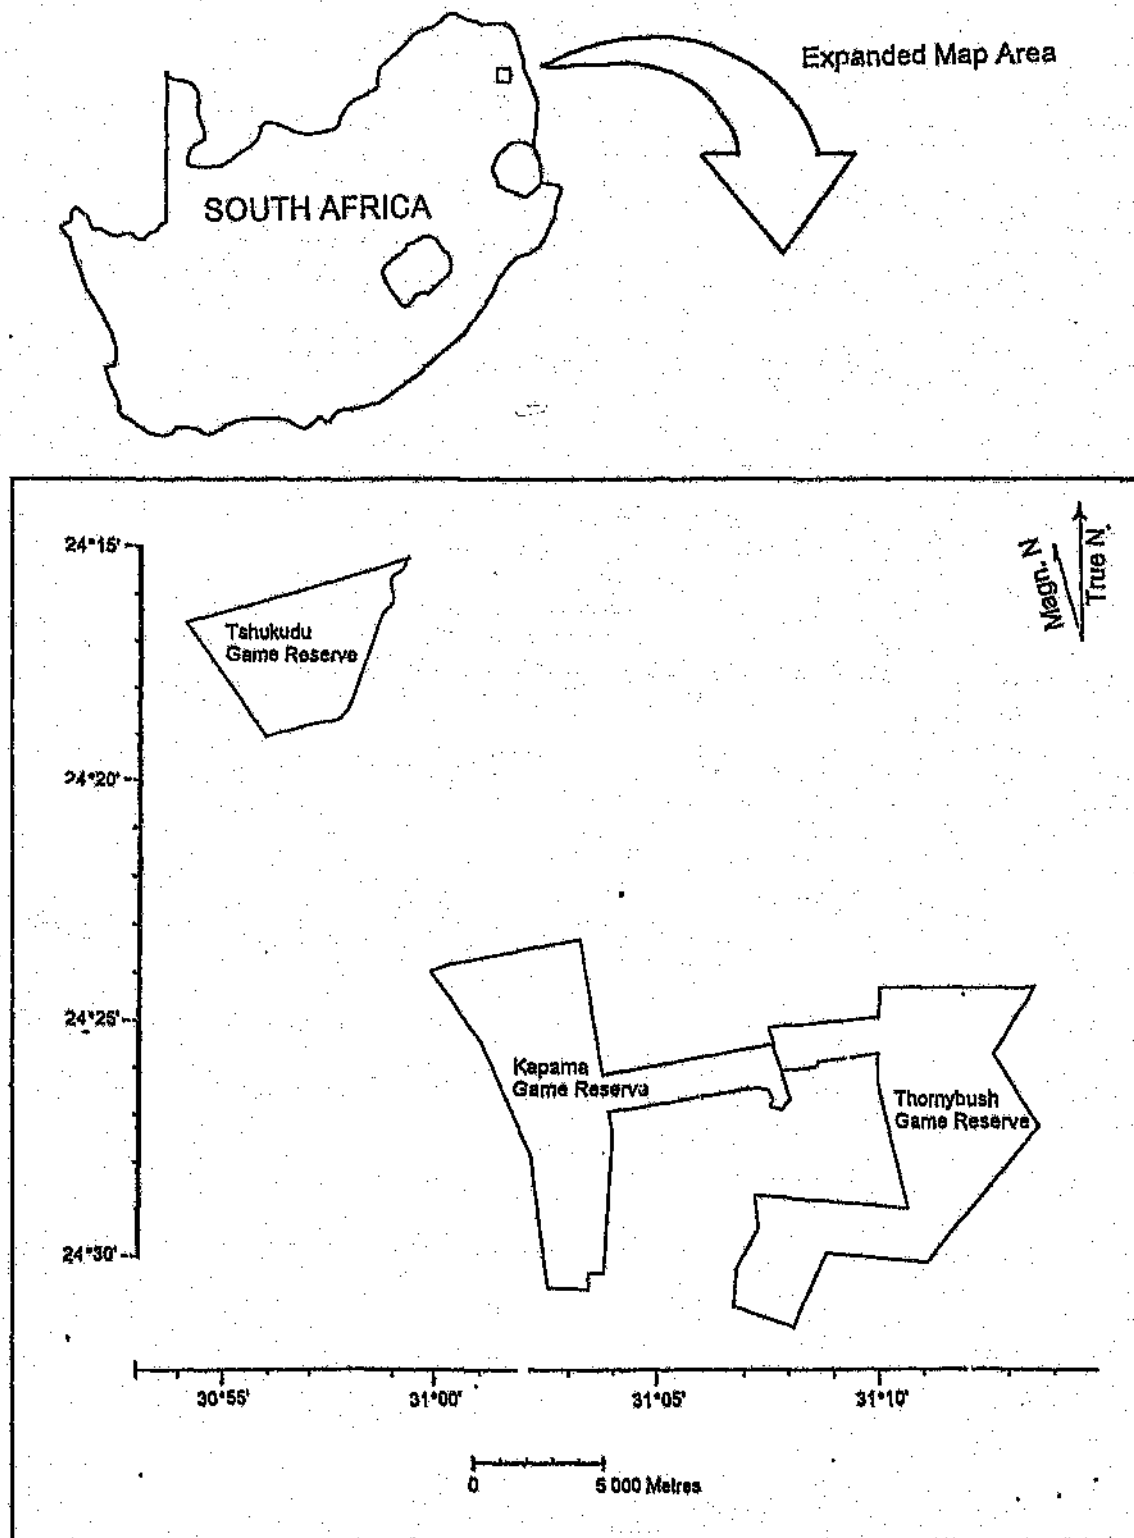 Expanded Map Area
SOUTH AFRICA
24°15'
Magn. N
True N.
Tshukudu
Game Reserve
24°20'
24°25'
Kapama
Game Reserve
Thornybush
Game Reserve
24°30'
30°55'
31°00'
31°05'
31°10'
0
5 000 Metres